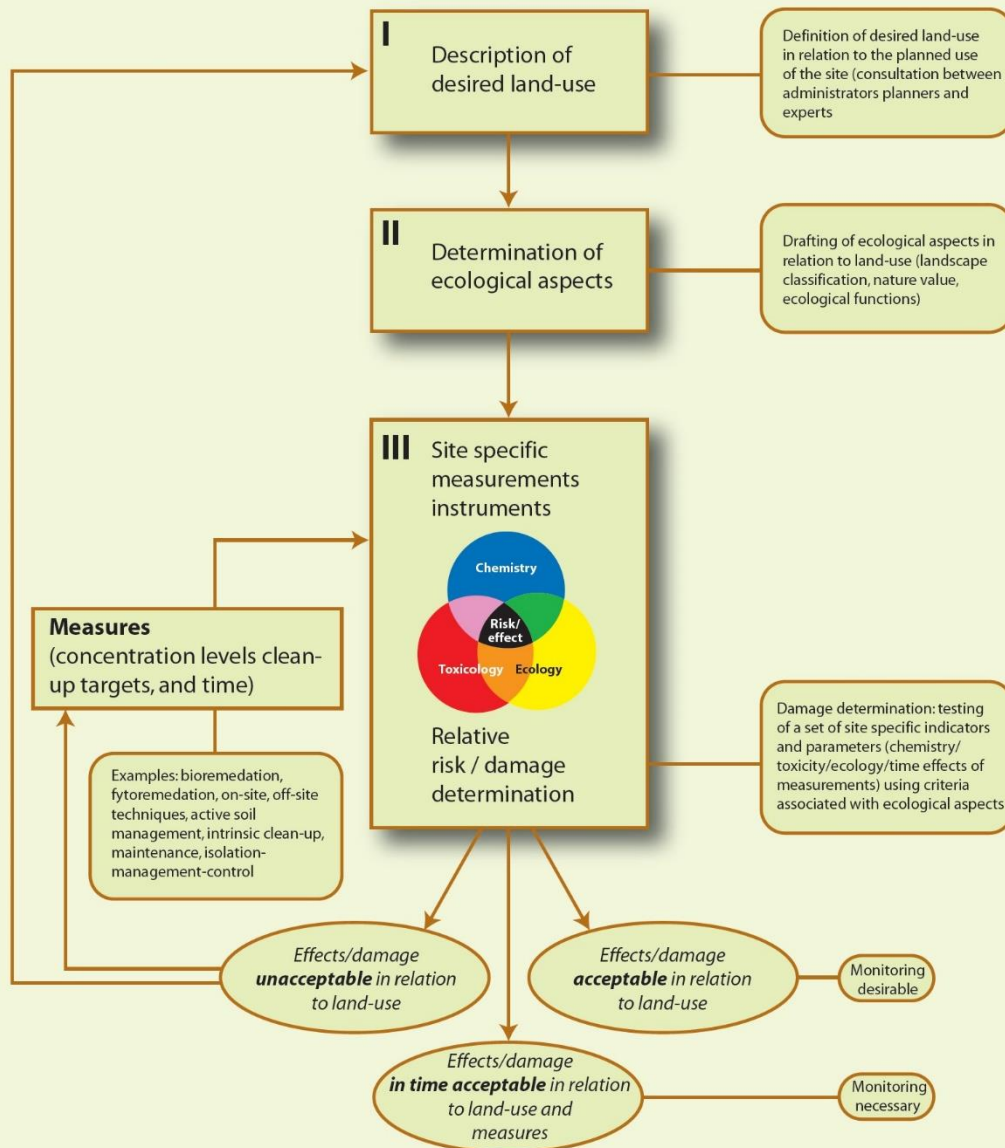 I
Description of
desired land-use
Definition of desired land-use
in relation to the planned use
of the site (consultation between
administrators planners and
experts
II
Determination of
ecological aspects
Drafting of ecological aspects in
relation to land-use (landscape
classification, nature value,
ecological functions)
III
Site specific
measurements
instruments
Chemistry
Risk/
effect
Toxicology
Ecology
Relative
risk / damage
determination
Measures
(concentration levels clean-
up targets, and time)
Examples: bioremedation,
fytoremedation, on-site, off-site
techniques, active soil
management, intrinsic clean-up,
maintenance, isolation-
management-control
Damage determination: testing
of a set of site specific indicators
and parameters (chemistry/
toxicity/ecology/time effects of
measurements) using criteria
associated with ecological aspects
Effects/damage
unacceptable in relation
to land-use
Effects/damage
acceptable in relation
to land-use
Monitoring
desirable
Effects/damage
in time acceptable in relation
to land-use and
measures
Monitoring
necessary